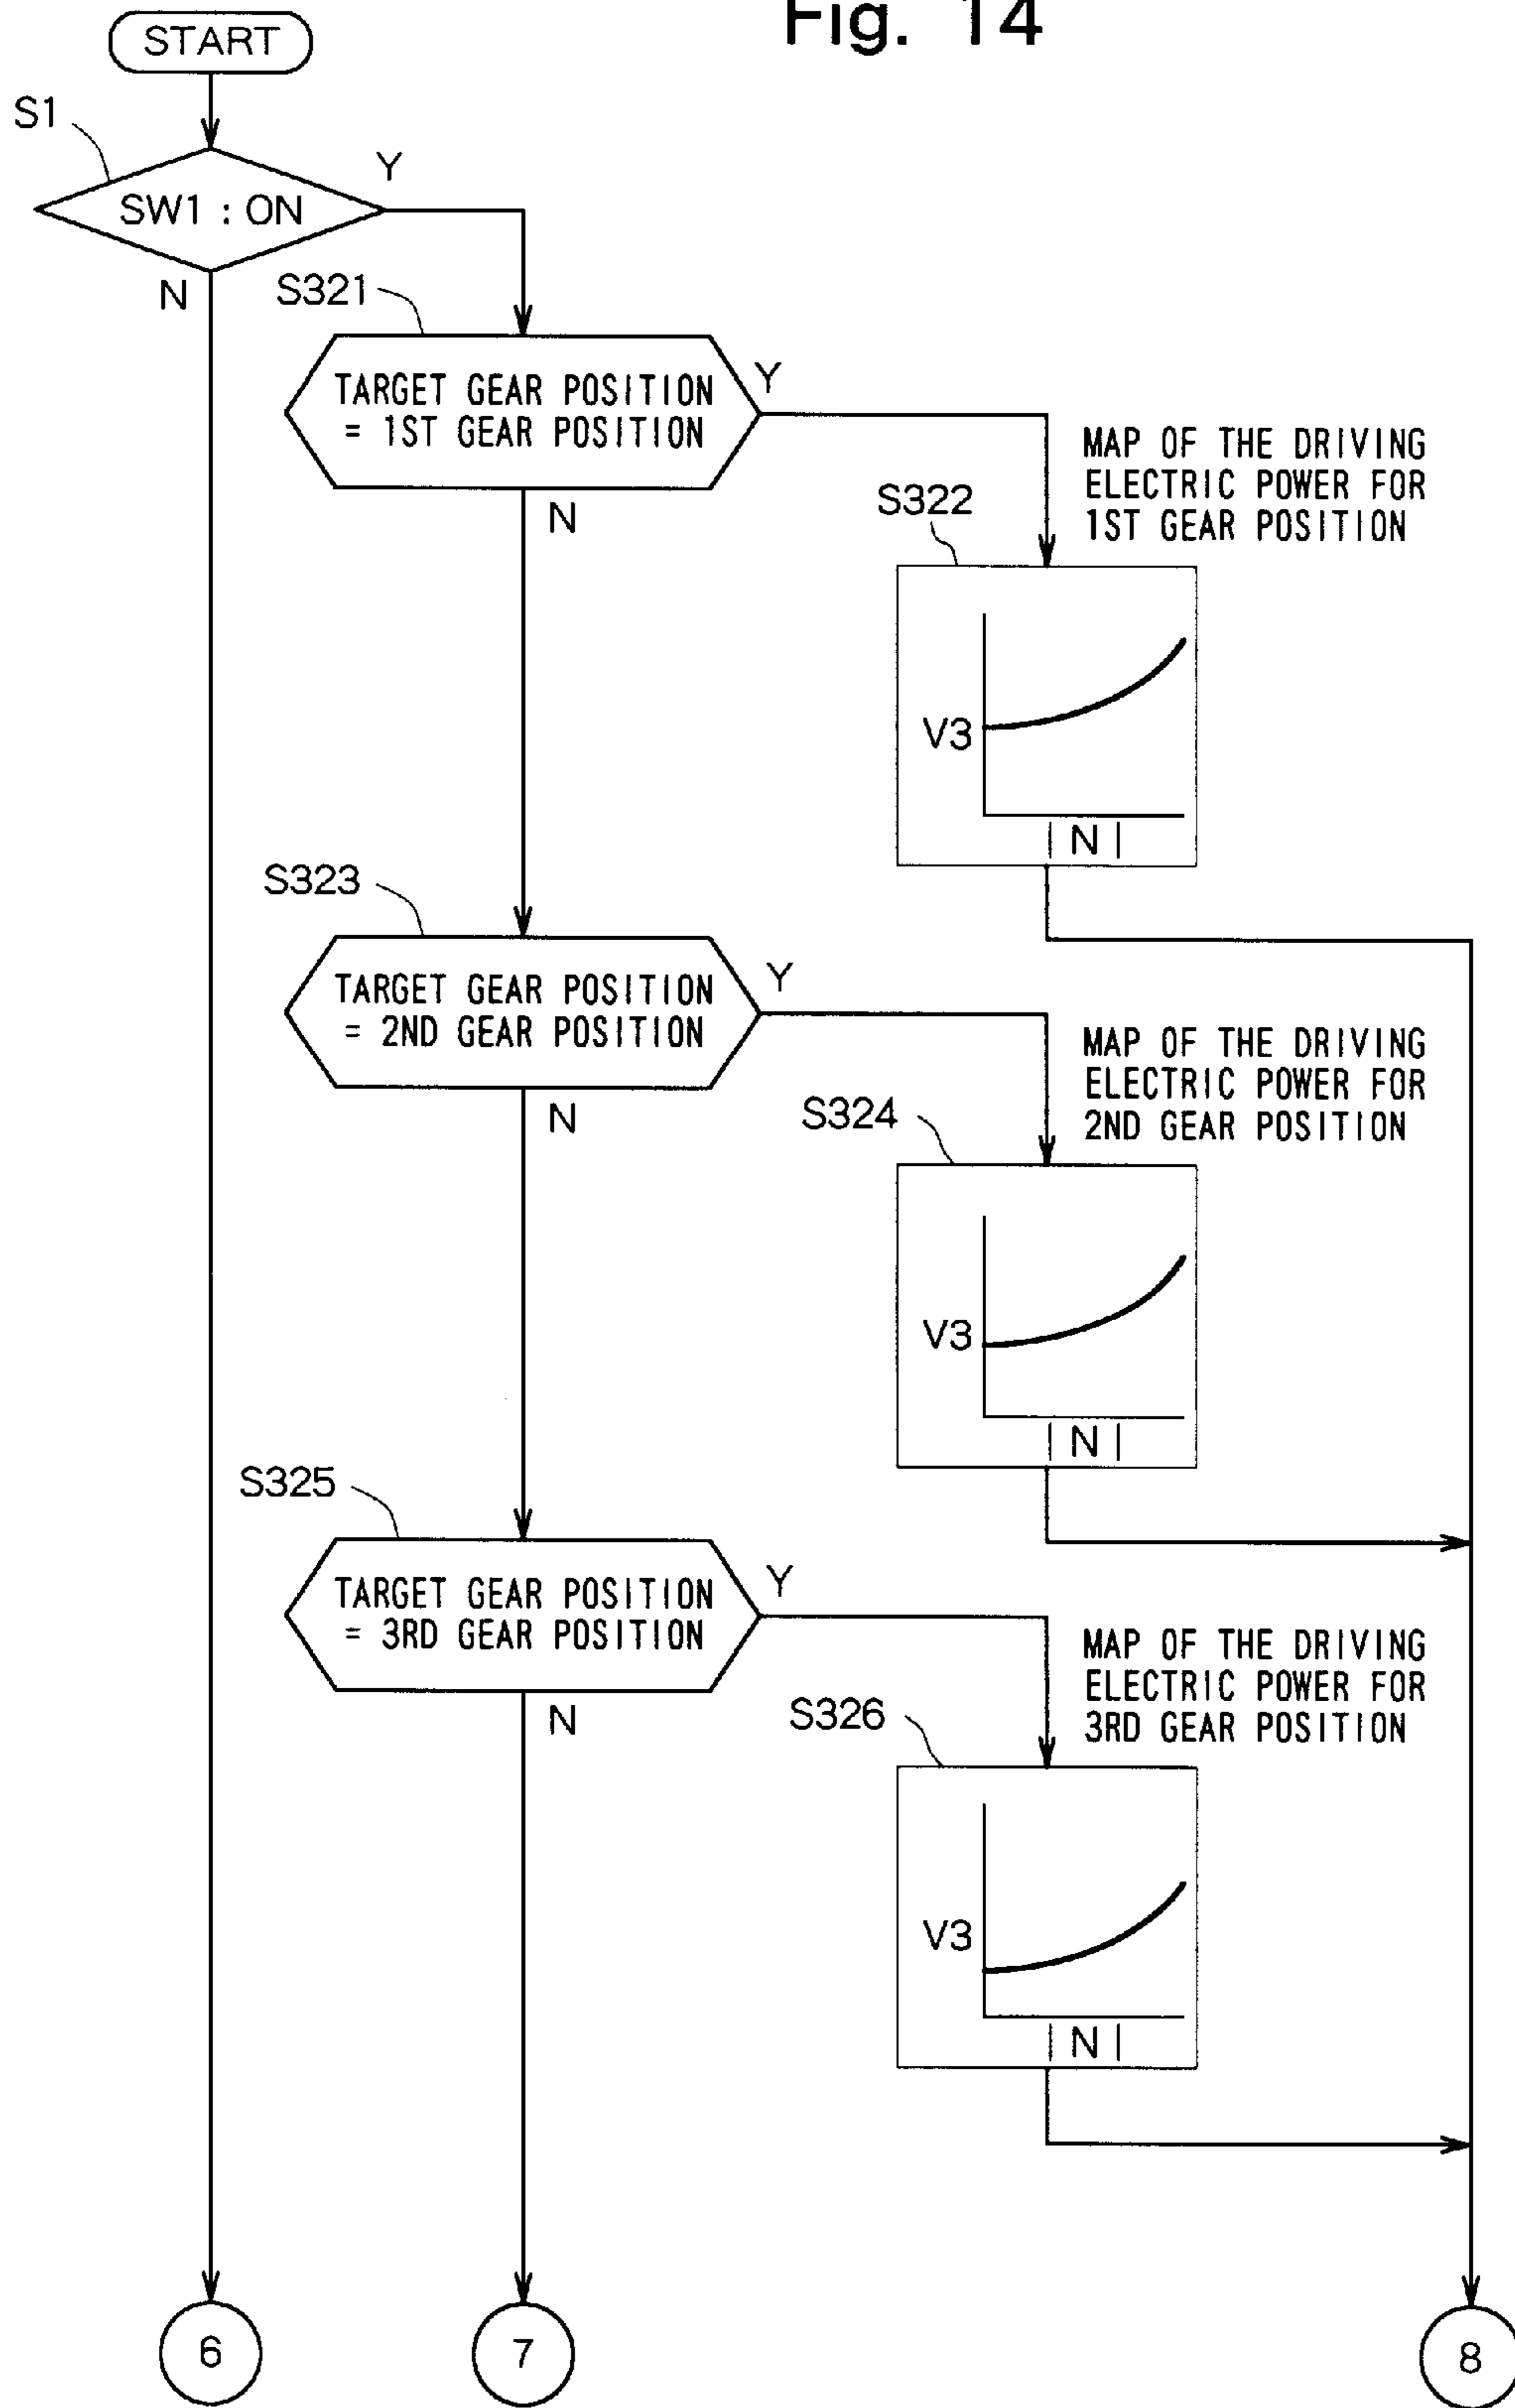 Fig. 14
START
S1
SW1 : ON
Y
N
S321
TARGET GEAR POSITION
= 1ST GEAR POSITION
Y
N
MAP OF THE DRIVING
ELECTRIC POWER FOR
1ST GEAR POSITION
S322
V3
| N |
S323
TARGET GEAR POSITION
= 2ND GEAR POSITION
Y
N
MAP OF THE DRIVING
ELECTRIC POWER FOR
2ND GEAR POSITION
S324
V3
| N |
S325
TARGET GEAR POSITION
= 3RD GEAR POSITION
Y
N
MAP OF THE DRIVING
ELECTRIC POWER FOR
3RD GEAR POSITION
S326
V3
| N |
6
7
8